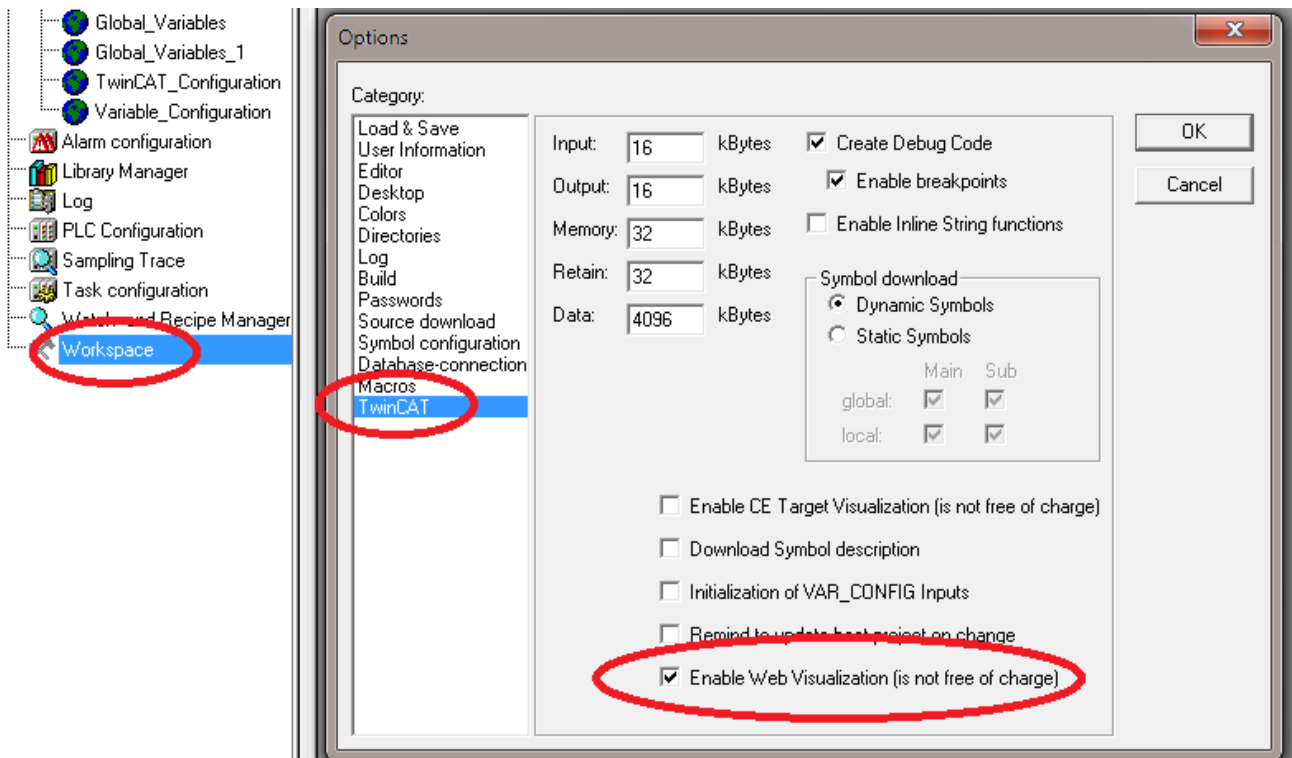 Global_Variables
Global_Variables_1
TwinCAT_Configuration
Variable_Configuration
Alarm configuration
Library Manager
Log
PLC Configuration
Sampling Trace
Task configuration
Watch- and Recipe Manager
Workspace
Options
X
Category:
Load & Save
User Information
Editor
Desktop
Colors
Directories
Log
Build
Passwords
Source download
Symbol configuration
Database-connection
Macros
TwinCAT
Input: 16 kBytes
Output: 16 kBytes
Memory: 32 kBytes
Retain: 32 kBytes
Data: 4096 kBytes
Create Debug Code
Enable breakpoints
Enable Inline String functions
Symbol download
Dynamic Symbols
Static Symbols
Main Sub
global:
local:
Enable CE Target Visualization (is not free of charge)
Download Symbol description
Initialization of VAR_CONFIG Inputs
Remind to update boot project on change
Enable Web Visualization (is not free of charge)
OK
Cancel